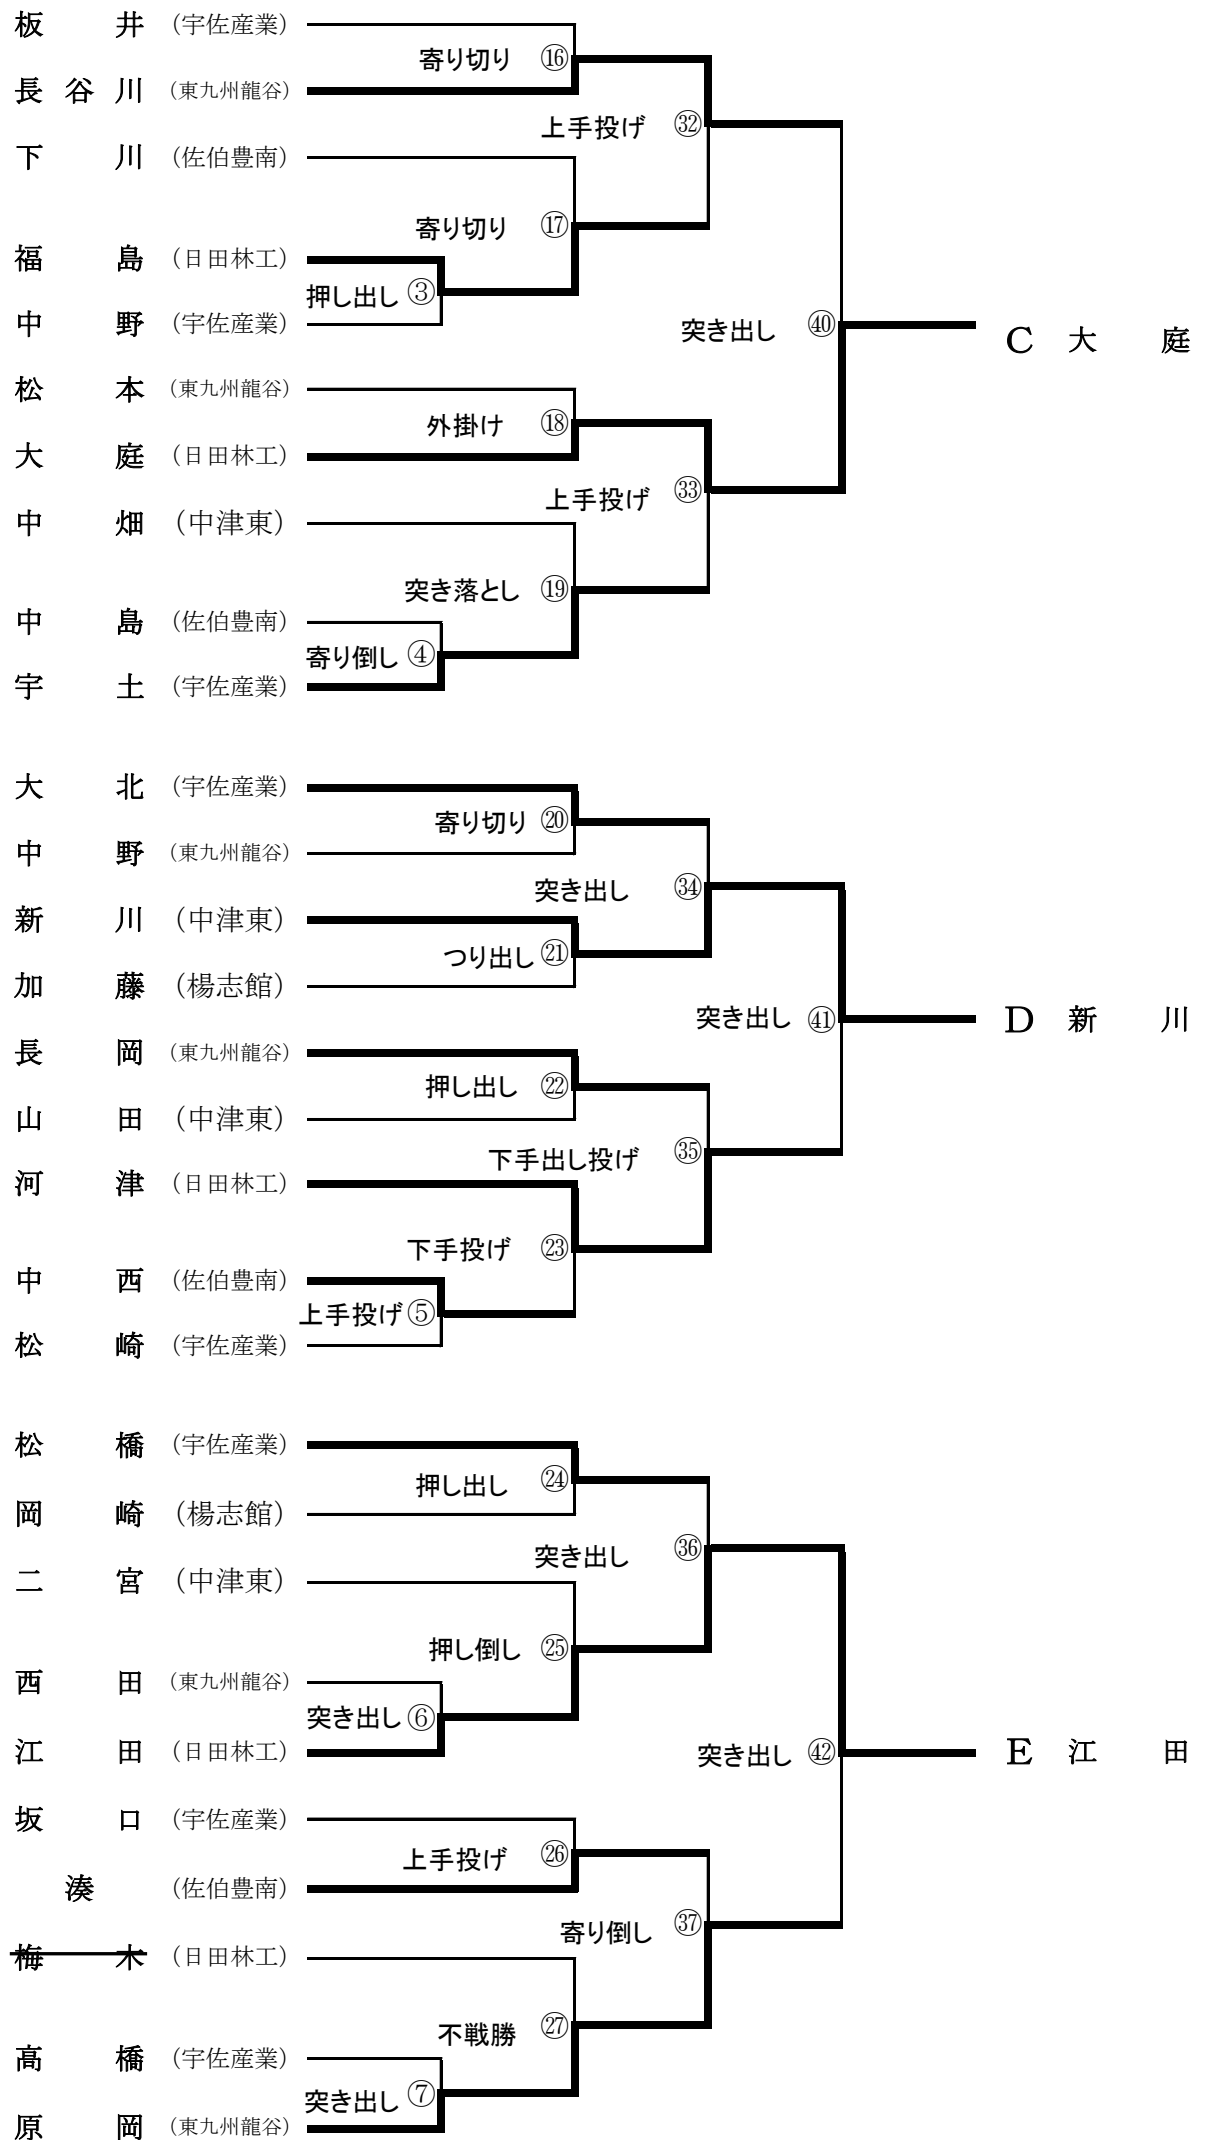 板井（宇佐産業）
寄り切り ⑯
長谷川（東九州龍谷）
上手投げ ㉜
下川（佐伯豊南）
寄り切り ⑰
福島（日田林工）
押し出し ③
中野（宇佐産業）
突き出し ㊵
C 大庭
松本（東九州龍谷）
外掛け ⑱
大庭（日田林工）
上手投げ ㉝
中畑（中津東）
突き落とし ⑲
中島（佐伯豊南）
寄り倒し ④
宇土（宇佐産業）
大北（宇佐産業）
寄り切り ⑳
中野（東九州龍谷）
突き出し ㉞
新川（中津東）
つり出し ㉑
加藤（楊志館）
突き出し ㊶
D 新川
長岡（東九州龍谷）
押し出し ㉒
山田（中津東）
下手出し投げ ㉟
河津（日田林工）
下手投げ ㉓
中西（佐伯豊南）
上手投げ ⑤
松崎（宇佐産業）
松橋（宇佐産業）
押し出し ㉔
岡崎（楊志館）
突き出し ㊱
二宮（中津東）
押し倒し ㉕
西田（東九州龍谷）
突き出し ⑥
江田（日田林工）
突き出し ㊷
E 江田
坂口（宇佐産業）
上手投げ ㉖
湊（佐伯豊南）
寄り倒し ㊲
梅木（日田林工）
不戦勝 ㉗
高橋（宇佐産業）
突き出し ⑦
原岡（東九州龍谷）